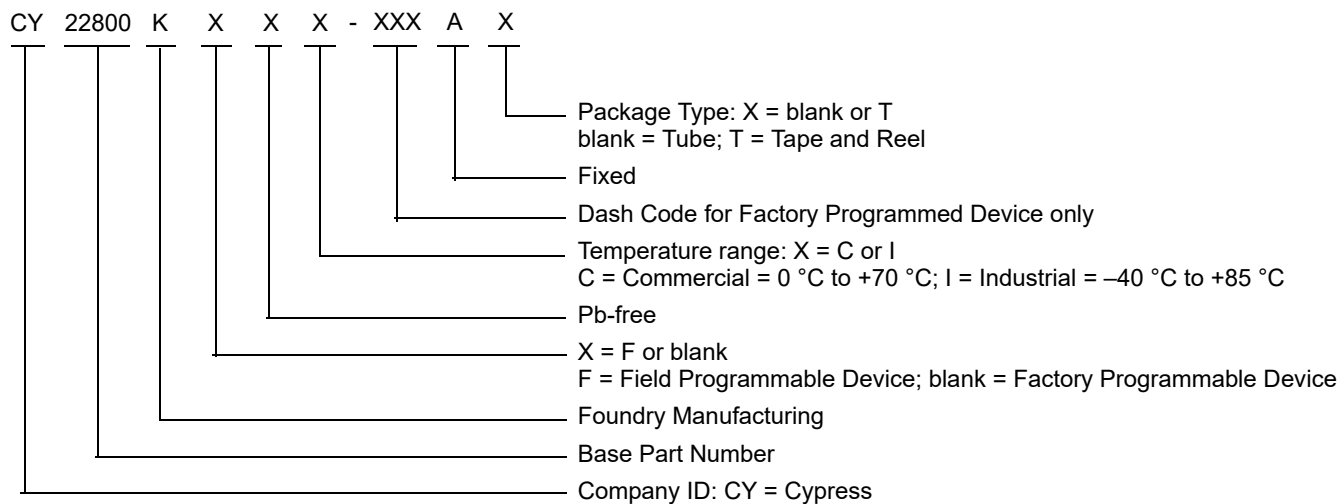 CY 22800 K X X X - XXX A X
Package Type: X = blank or T
blank = Tube; T = Tape and Reel
Fixed
Dash Code for Factory Programmed Device only
Temperature range: X = C or I
C = Commercial = 0 °C to +70 °C; I = Industrial = –40 °C to +85 °C
Pb-free
X = F or blank
F = Field Programmable Device; blank = Factory Programmable Device
Foundry Manufacturing
Base Part Number
Company ID: CY = Cypress